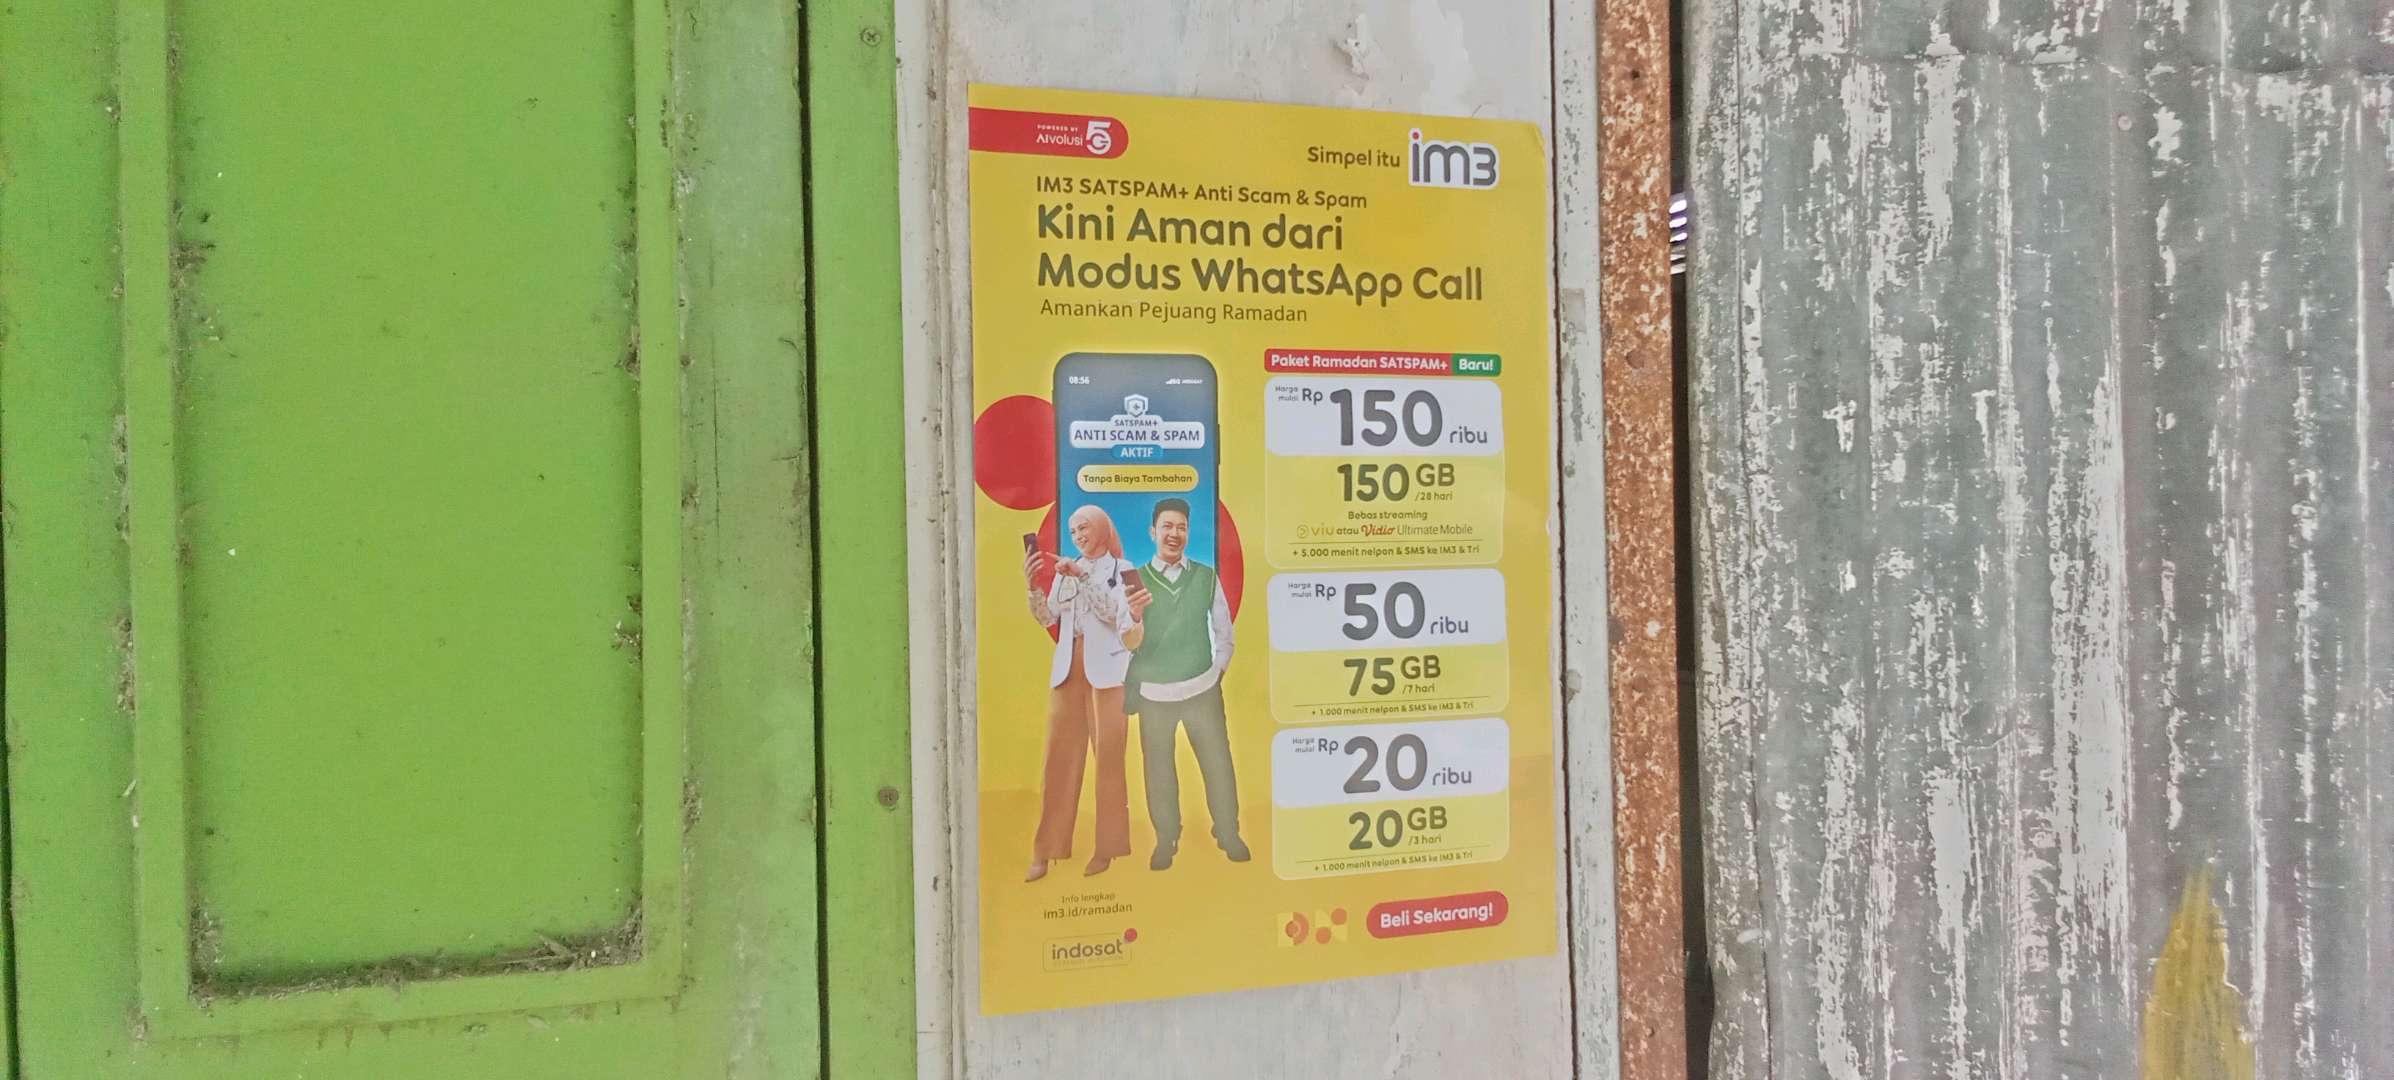 POWERED BY
AIvolusi 5G
Simpel itu im3
IM3 SATSPAM+ Anti Scam & Spam
Kini Aman dari
Modus WhatsApp Call
Amankan Pejuang Ramadan
08:56
SATSPAM+
ANTI SCAM & SPAM
AKTIF
Tanpa Biaya Tambahan
Paket Ramadan SATSPAM+ Baru!
Harga mulai Rp 150 ribu
150 GB /28 hari
Bebas streaming
viu atau Vidio Ultimate Mobile
+ 5.000 menit nelpon & SMS ke IM3 & Tri
Harga mulai Rp 50 ribu
75 GB /7 hari
+ 1.000 menit nelpon & SMS ke IM3 & Tri
Harga mulai Rp 20 ribu
20 GB /3 hari
+ 1.000 menit nelpon & SMS ke IM3 & Tri
Info lengkap
im3.id/ramadan
indosat
Beli Sekarang!